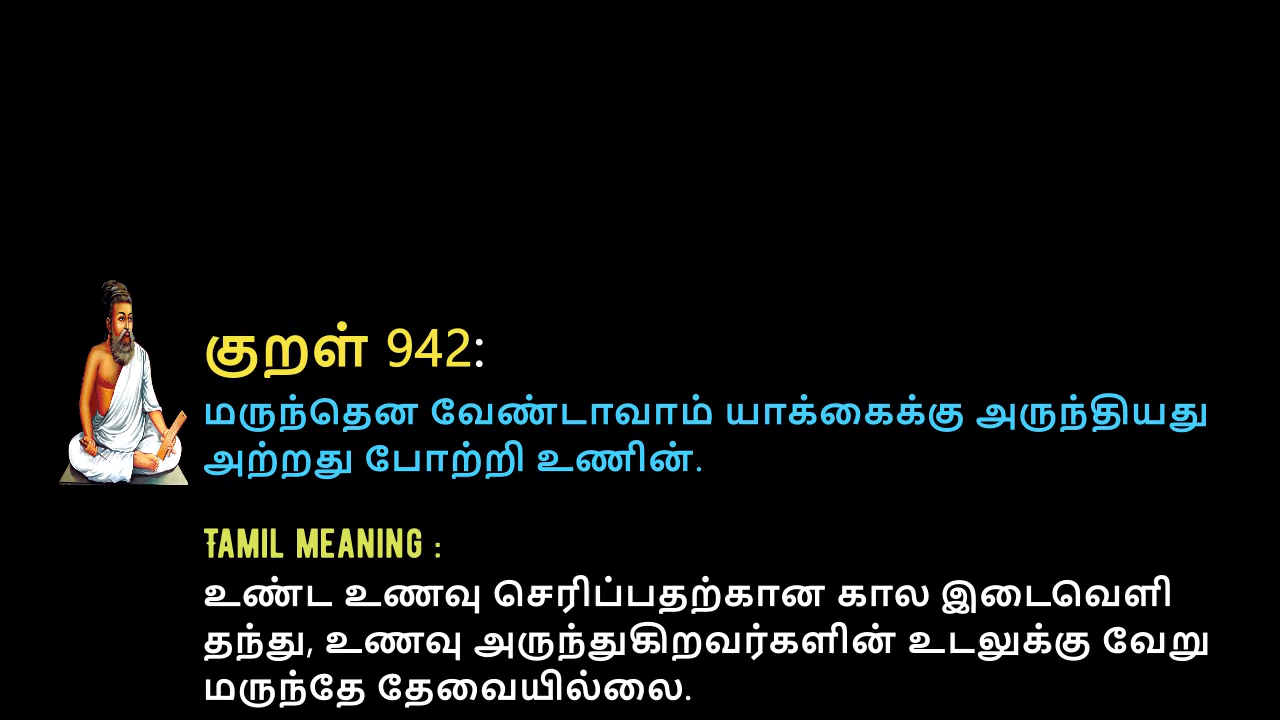 குறள் 942:
மருந்தென வேண்டாவாம் யாக்கைக்கு அருந்தியது
அற்றது போற்றி உணின்.
TAMIL MEANING :
உண்ட உணவு செரிப்பதற்கான கால இடைவெளி
தந்து, உணவு அருந்துகிறவர்களின் உடலுக்கு வேறு
மருந்தே தேவையில்லை.